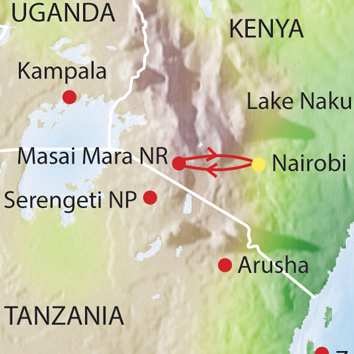 UGANDA
KENYA
Kampala
Lake Naku
Masai Mara NR
Nairobi
Serengeti NP
Arusha
TANZANIA